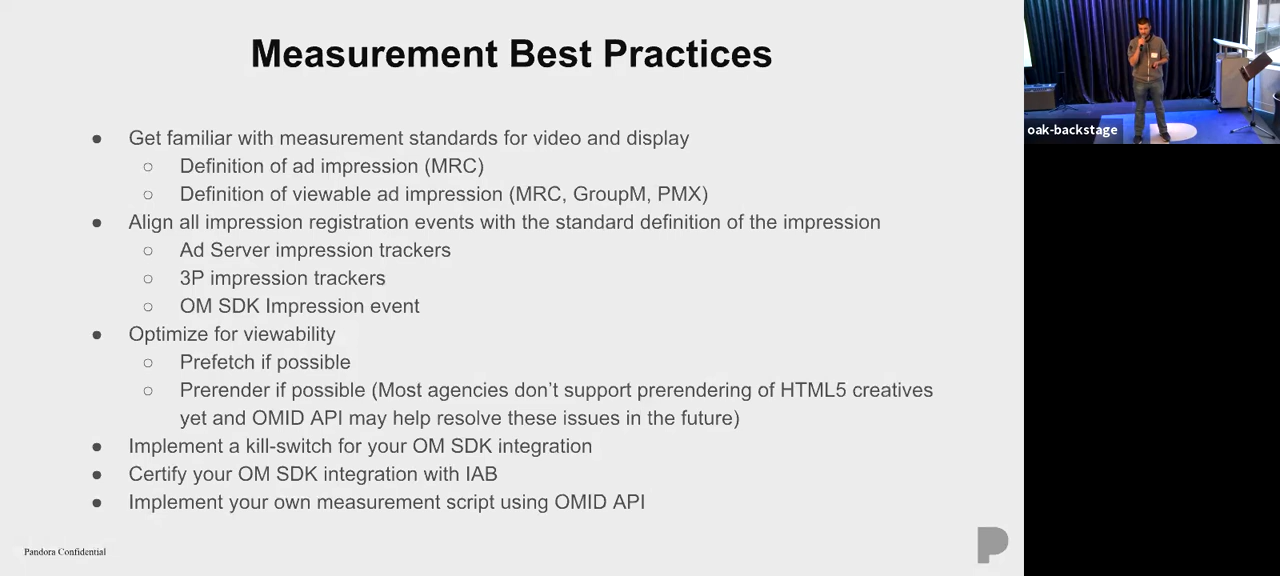 Measurement Best Practices
● Get familiar with measurement standards for video and display
○ Definition of ad impression (MRC)
○ Definition of viewable ad impression (MRC, GroupM, PMX)
● Align all impression registration events with the standard definition of the impression
○ Ad Server impression trackers
○ 3P impression trackers
○ OM SDK Impression event
● Optimize for viewability
○ Prefetch if possible
○ Prerender if possible (Most agencies don’t support prerendering of HTML5 creatives
yet and OMID API may help resolve these issues in the future)
● Implement a kill-switch for your OM SDK integration
● Certify your OM SDK integration with IAB
● Implement your own measurement script using OMID API
Pandora Confidential
oak-backstage